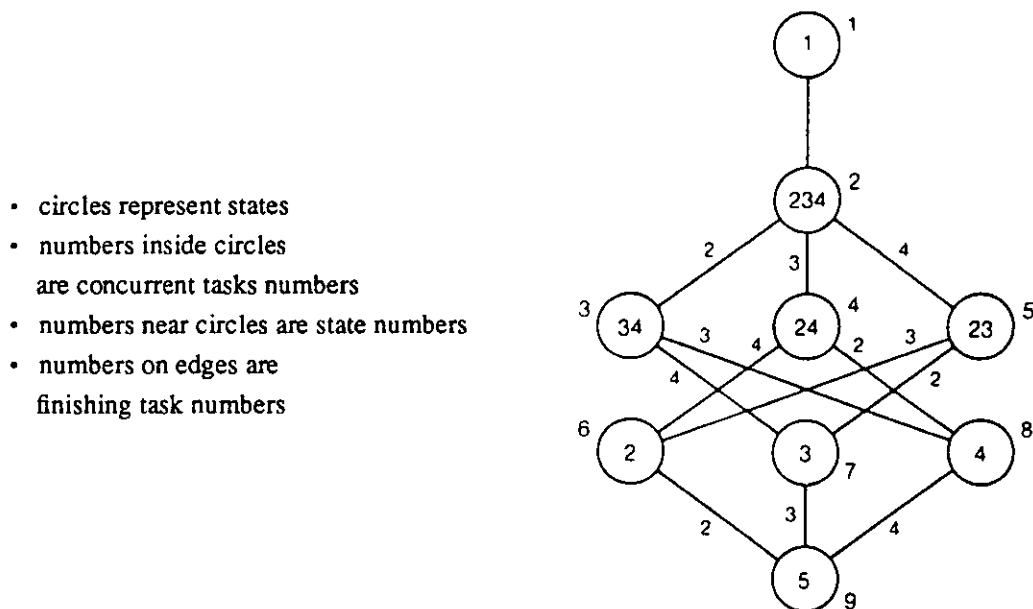 • circles represent states
• numbers inside circles
are concurrent tasks numbers
• numbers near circles are state numbers
• numbers on edges are
finishing task numbers
1 1
234 2
2 3 4
3 34 24 4 23 5
3 4 2 3
4 2
6 2 3 7 4 8
2 3 4
5 9